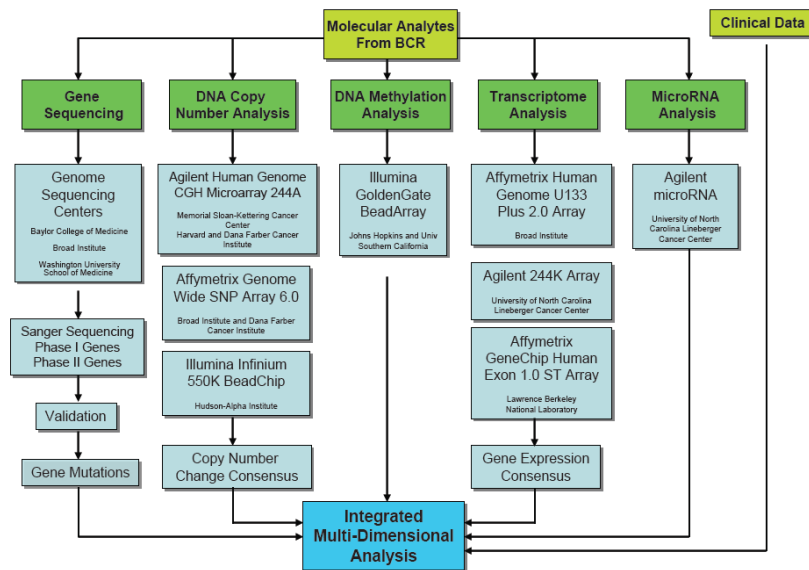 Molecular Analytes
From BCR
Clinical Data
Gene
Sequencing
DNA Copy
Number Analysis
DNA Methylation
Analysis
Transcriptome
Analysis
MicroRNA
Analysis
Genome
Sequencing
Centers
Baylor College of Medicine
Broad Institute
Washington University
School of Medicine
Sanger Sequencing
Phase I Genes
Phase II Genes
Validation
Gene Mutations
Agilent Human Genome
CGH Microarray 244A
Memorial Sloan-Kettering Cancer
Center
Harvard and Dana Farber Cancer
Institute
Affymetrix Genome
Wide SNP Array 6.0
Broad Institute and Dana Farber
Cancer Institute
Illumina Infinium
550K BeadChip
Hudson-Alpha Institute
Copy Number
Change Consensus
Illumina
GoldenGate
BeadArray
Johns Hopkins and Univ
Southern California
Affymetrix Human
Genome U133
Plus 2.0 Array
Broad Institute
Agilent 244K Array
University of North Carolina
Lineberger Cancer Center
Affymetrix
GeneChip Human
Exon 1.0 ST Array
Lawrence Berkeley
National Laboratory
Gene Expression
Consensus
Agilent
microRNA
University of North
Carolina Lineberger
Cancer Center
Integrated
Multi-Dimensional
Analysis